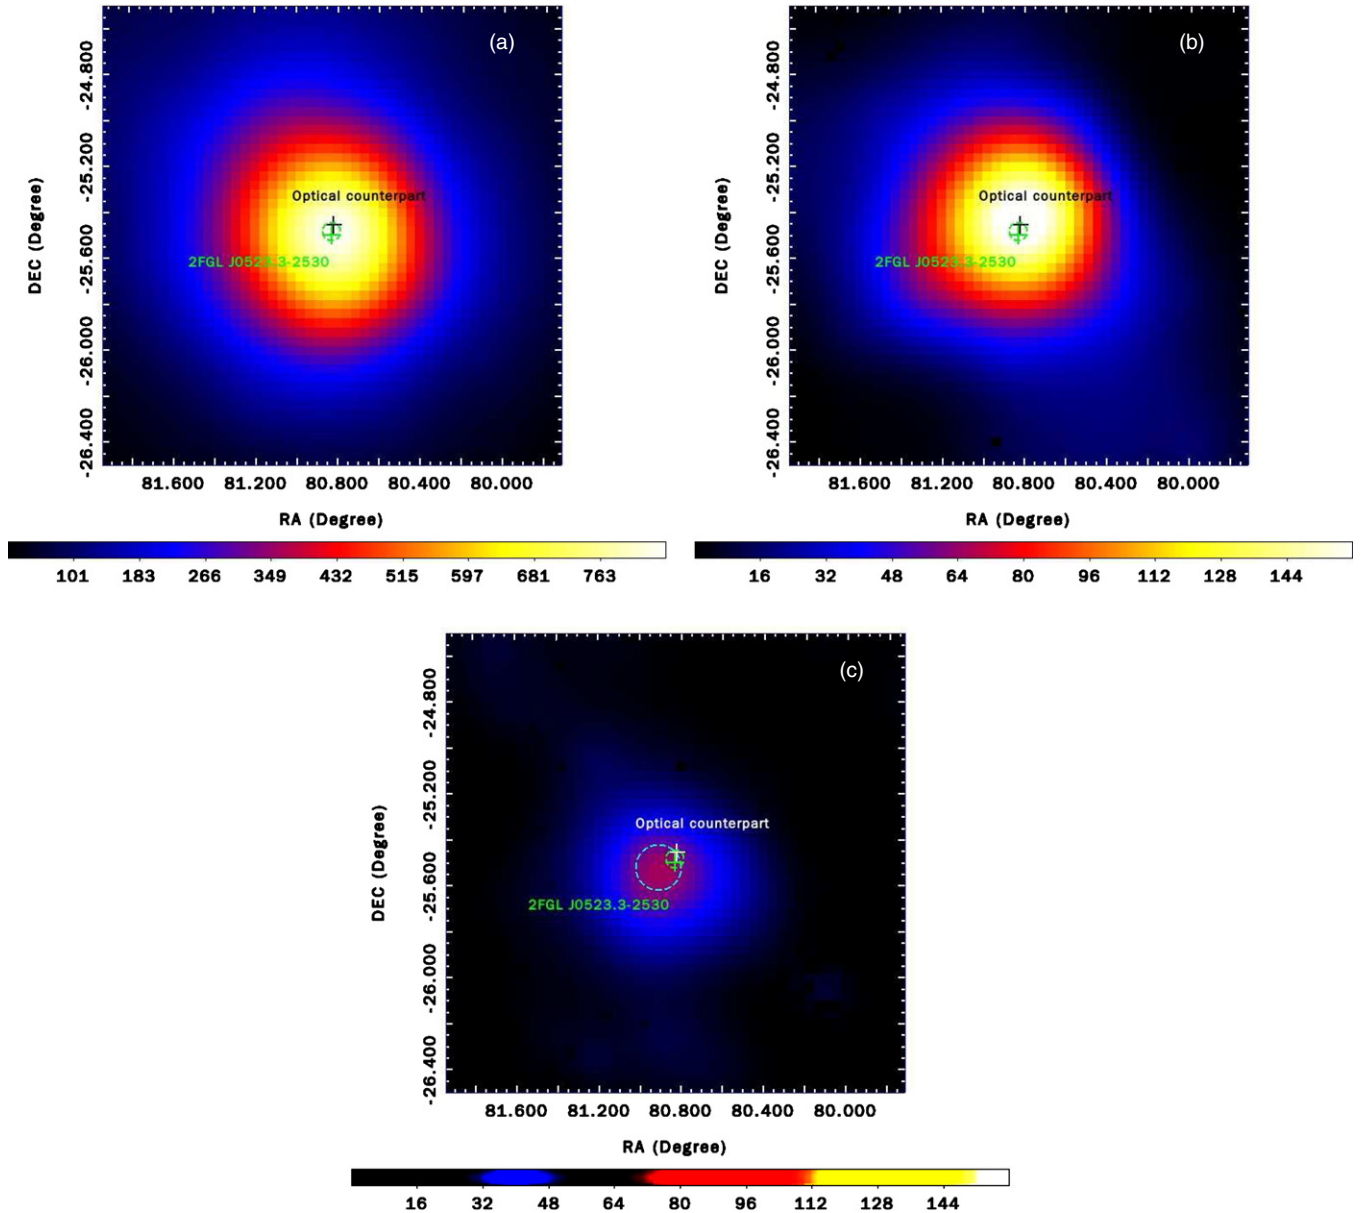 (a)
Optical counterpart
2FGL J0523.3-2530
DEC (Degree)
-24.800
-25.200
-25.600
-26.000
-26.400
81.600 81.200 80.800 80.400 80.000
RA (Degree)
101 183 266 349 432 515 597 681 763
(b)
Optical counterpart
2FGL J0523.3-2530
DEC (Degree)
-24.800
-25.200
-25.600
-26.000
-26.400
81.600 81.200 80.800 80.400 80.000
RA (Degree)
16 32 48 64 80 96 112 128 144
(c)
Optical counterpart
2FGL J0523.3-2530
DEC (Degree)
-24.800
-25.200
-25.600
-26.000
-26.400
81.600 81.200 80.800 80.400 80.000
RA (Degree)
16 32 48 64 80 96 112 128 144